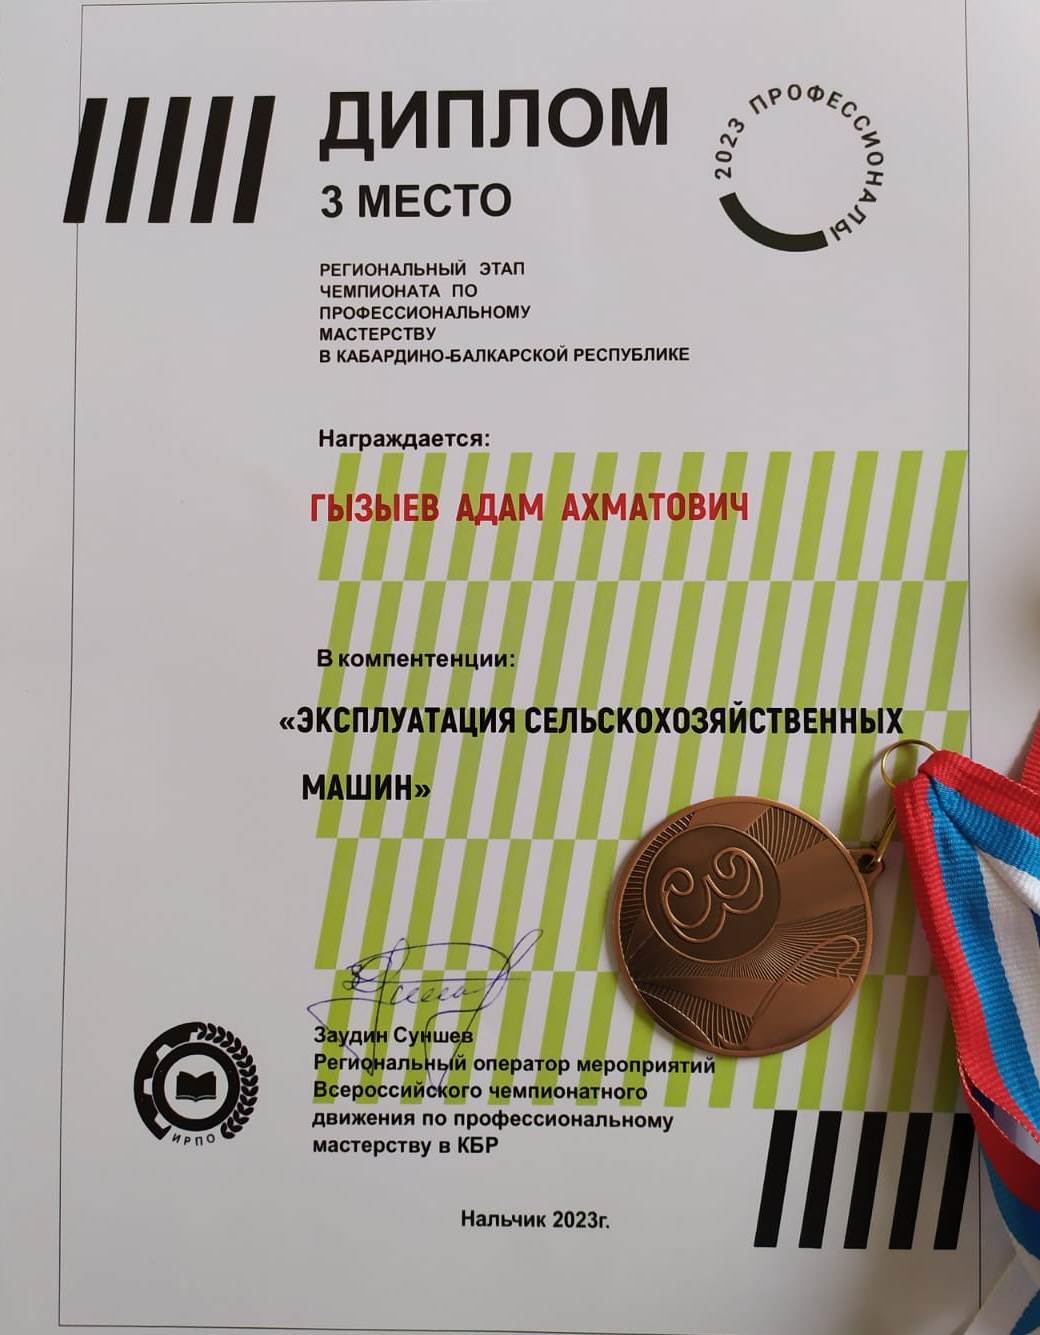 ДИПЛОМ
3 МЕСТО
2023 ПРОФЕССИОНАЛЫ
РЕГИОНАЛЬНЫЙ ЭТАП
ЧЕМПИОНАТА ПО
ПРОФЕССИОНАЛЬНОМУ
МАСТЕРСТВУ
В КАБАРДИНО-БАЛКАРСКОЙ РЕСПУБЛИКЕ
Награждается:
ГЫЗЫЕВ АДАМ АХМАТОВИЧ
В компентенции:
«ЭКСПЛУАТАЦИЯ СЕЛЬСКОХОЗЯЙСТВЕННЫХ
МАШИН»
Заудин Суншев
Региональный оператор мероприятий
Всероссийского чемпионатного
движения по профессиональному
мастерству в КБР
ИРПО
Нальчик 2023г.